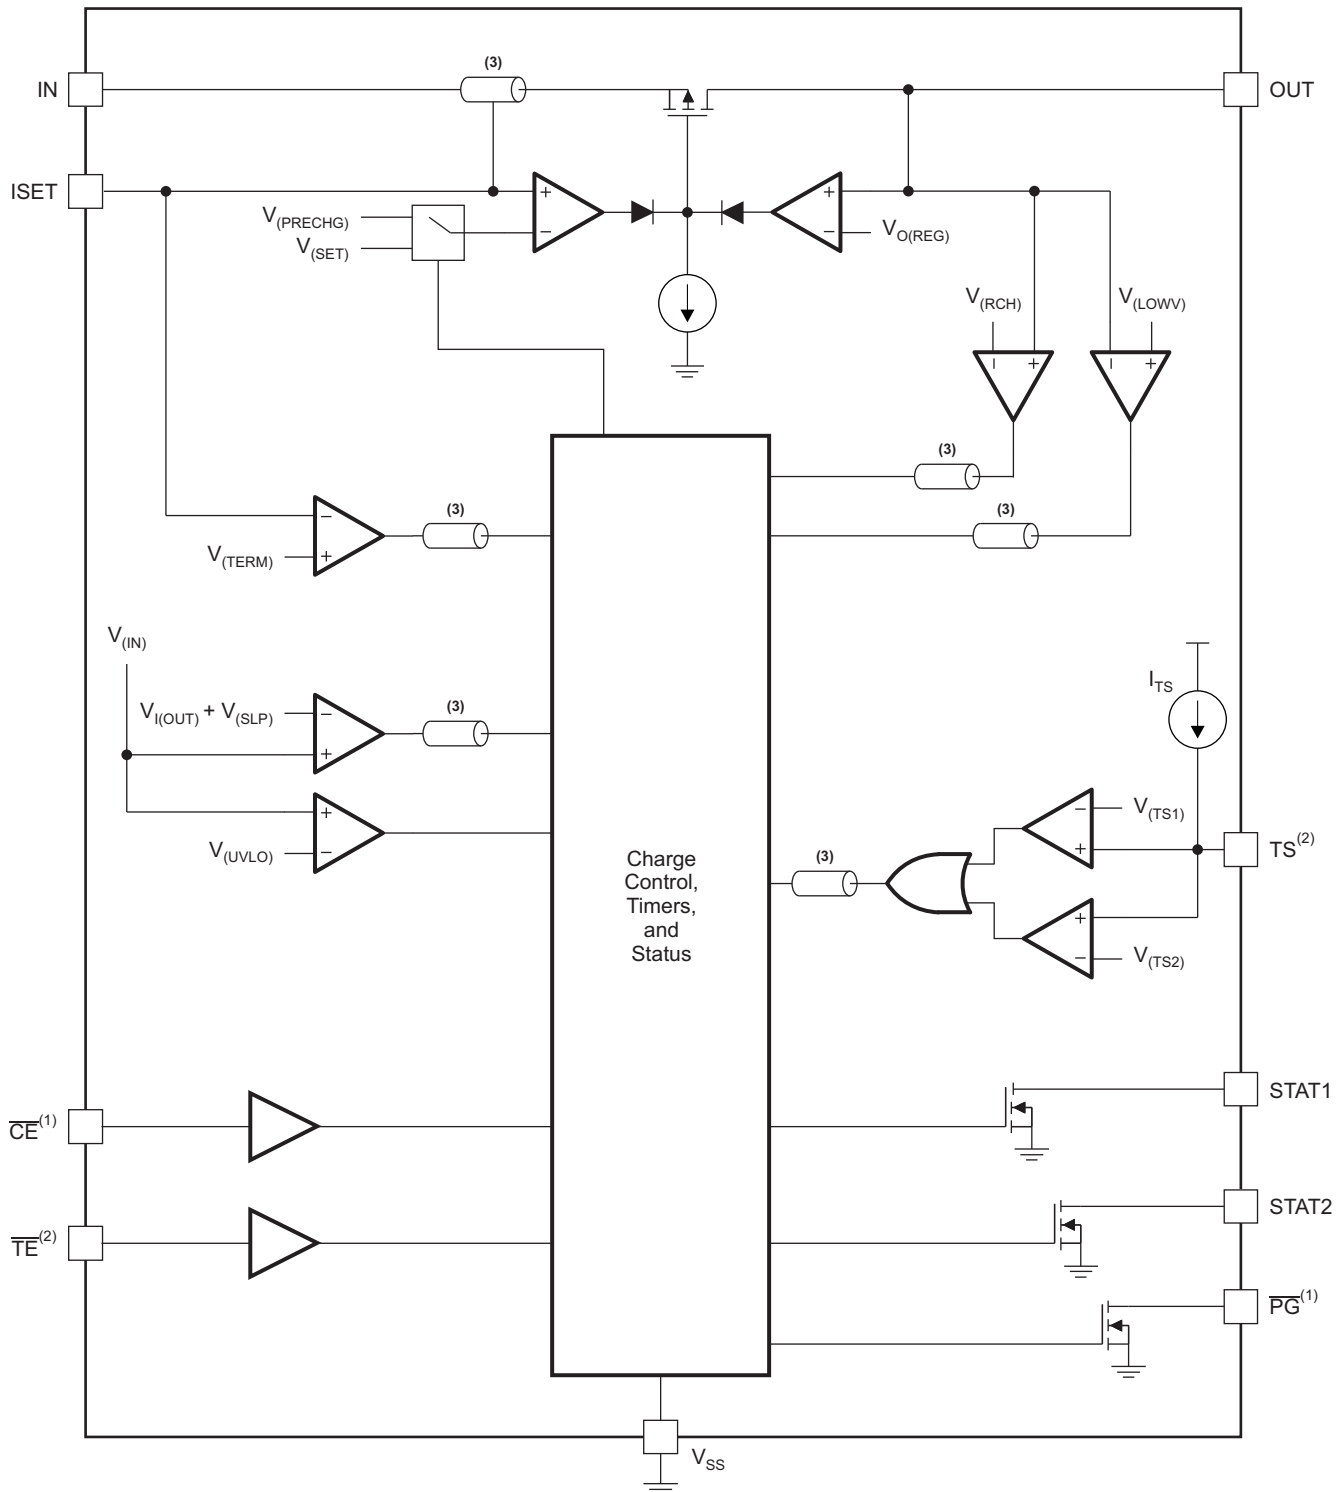 (3)
IN
OUT
ISET
+
+
V(PRECHG)
V(SET)
−
−
VO(REG)
V(RCH)
V(LOWV)
−
+
−
+
(3)
(3)
(3)
−
V(TERM)
+
V(IN)
ITS
VI(OUT) + V(SLP)
−
(3)
+
+
V(UVLO)
−
−
V(TS1)
+
TS(2)
(3)
Charge
Control,
Timers,
and
Status
+
−
V(TS2)
STAT1
CE(1)
STAT2
TE(2)
PG(1)
VSS